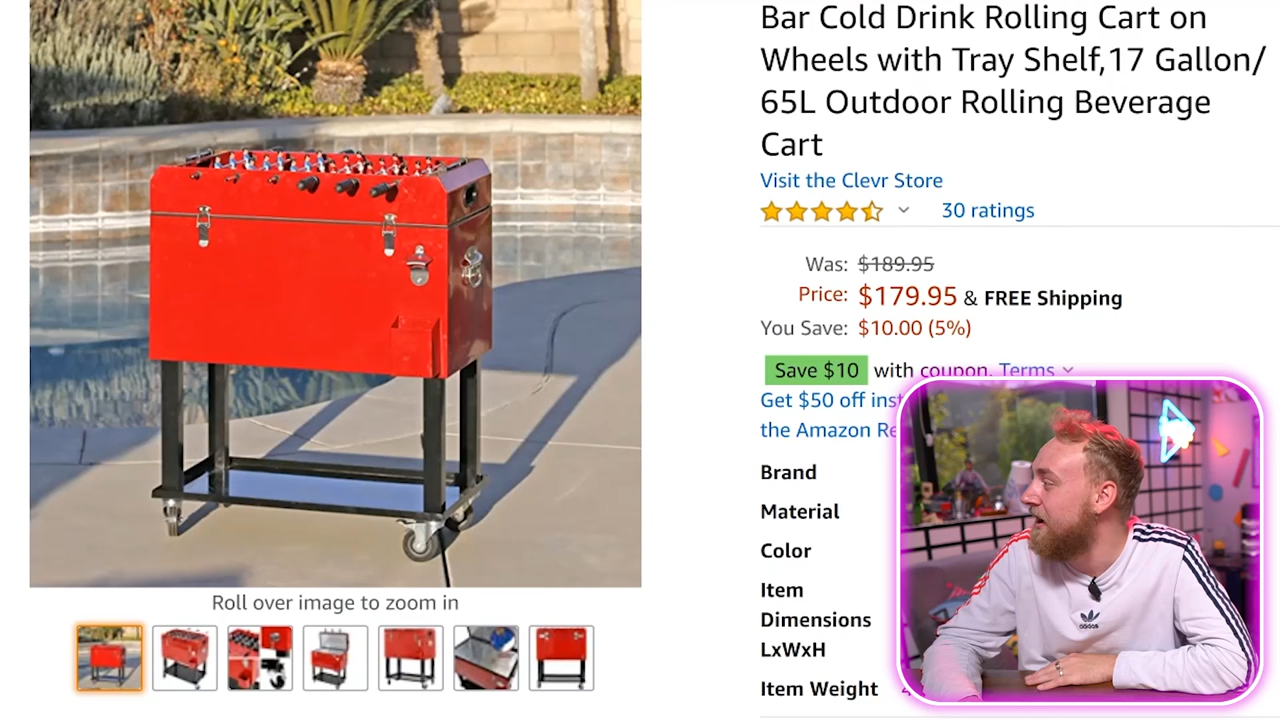 Bar Cold Drink Rolling Cart on
Wheels with Tray Shelf,17 Gallon/
65L Outdoor Rolling Beverage
Cart
Visit the Clevr Store
30 ratings
Was: $189.95
Price: $179.95 & FREE Shipping
You Save: $10.00 (5%)
Save $10 with coupon. Terms
Get $50 off
the Amazon
Brand
Material
Color
Item
Dimensions
LxWxH
Item Weight
Roll over image to zoom in
adidas